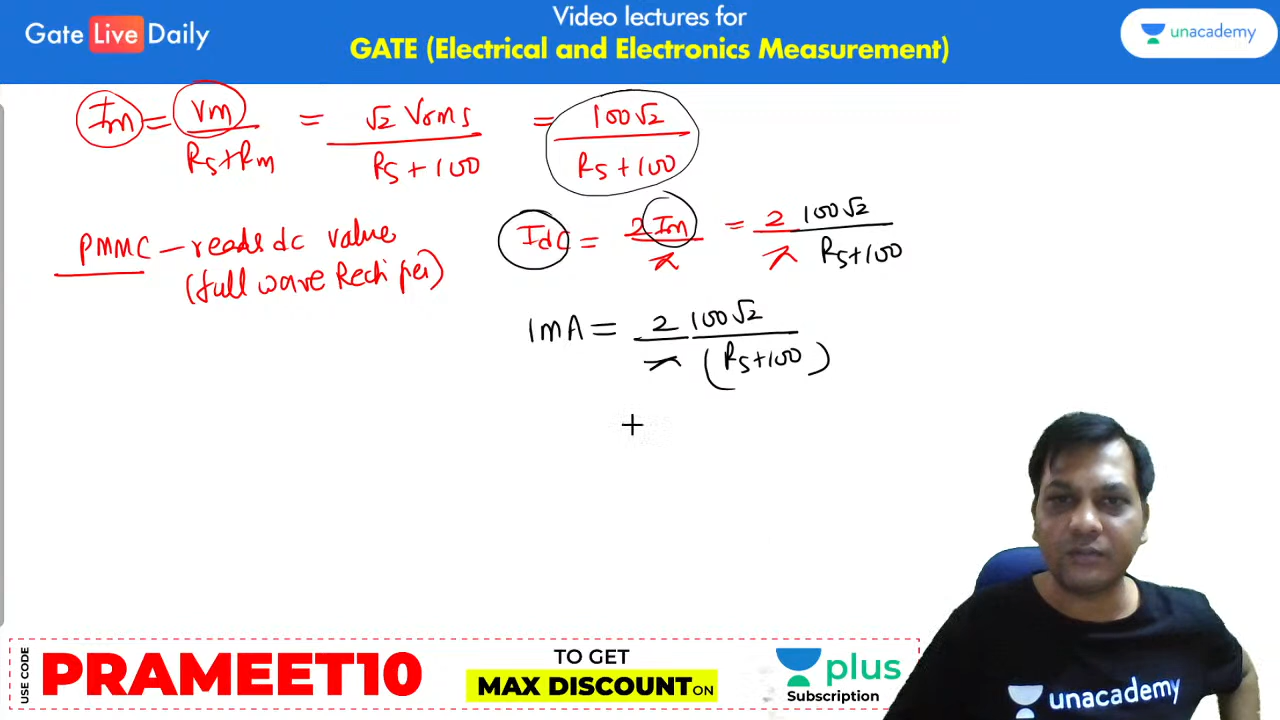 Gate Live Daily
Video lectures for
GATE (Electrical and Electronics Measurement)
unacademy
Im = Vm / Rs+Rm = √2 Vrms / Rs+100 = 100√2 / Rs+100
PMMC – reads dc value
(full wave Rectifier)
Idc = 2 Im / π = 2 / π 100√2 / Rs+100
1mA = 2 / π 100√2 / (Rs+100)
USE CODE
PRAMEET10
TO GET
MAX DISCOUNT ON
plus
Subscription
unacademy